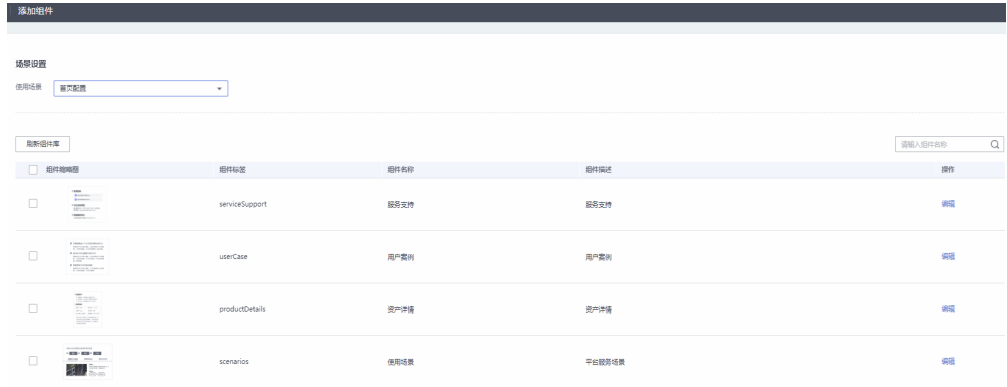 添加组件
场景设置
使用场景 首页配置
刷新组件库 请输入组件名称
组件缩略图 组件标签 组件名称 组件描述 操作
serviceSupport 服务支持 服务支持 编辑
userCase 用户案例 用户案例 编辑
productDetails 资产详情 资产详情 编辑
scenarios 使用场景 平台服务场景 编辑